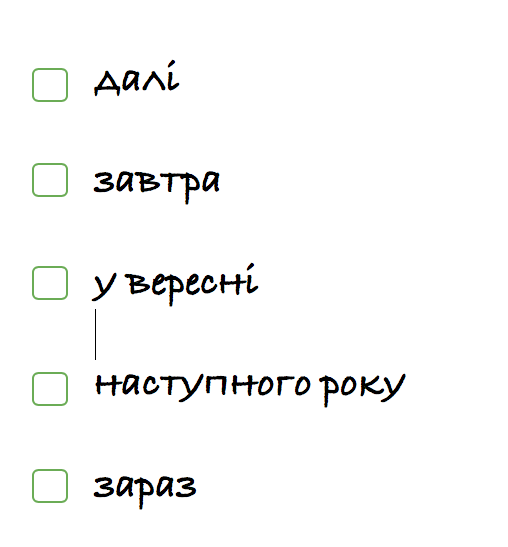 далі
завтра
у вересні
наступного року
зараз